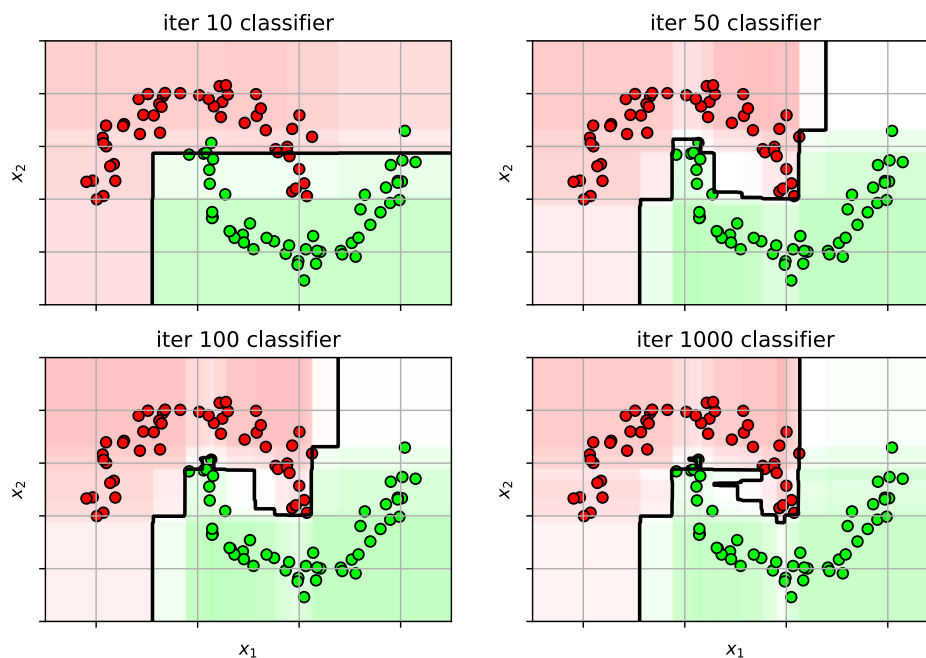 iter 10 classifier
iter 50 classifier
x₂
x₂
iter 100 classifier
iter 1000 classifier
x₂
x₂
x₁
x₁